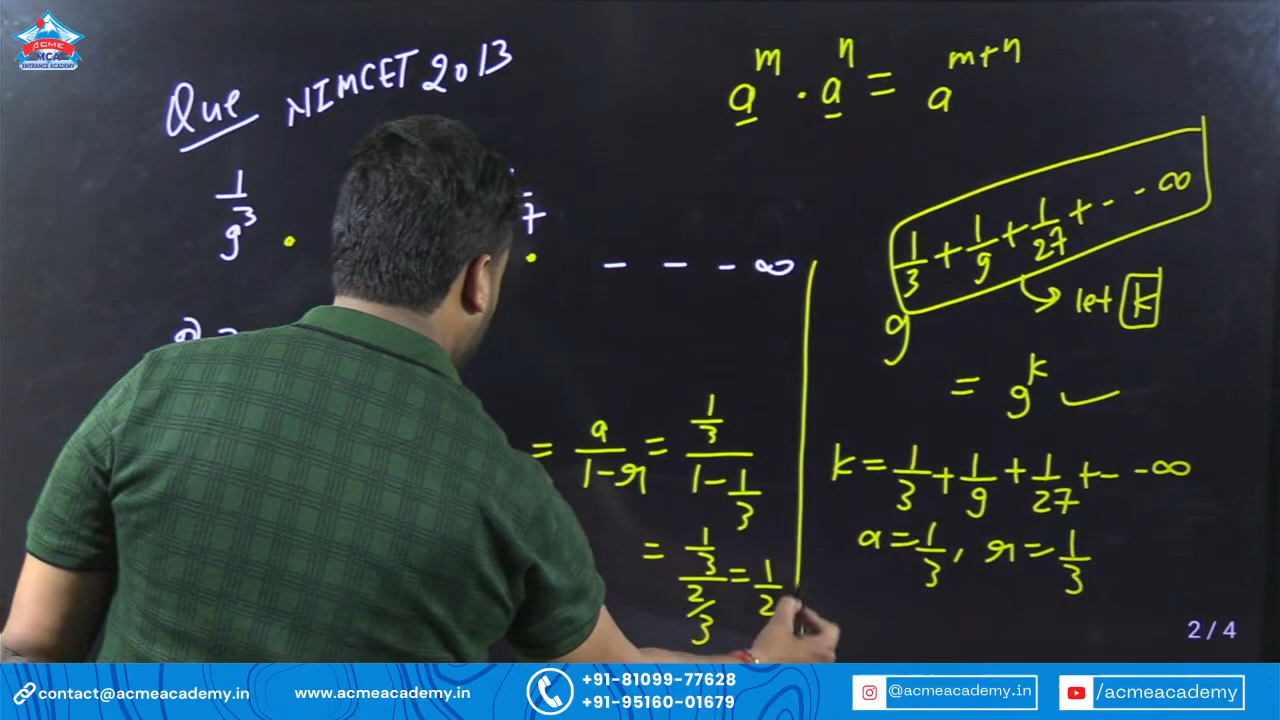 ACME
MCA
ENTRANCE ACADEMY
Que NIMCET 2013
a^m · a^n = a^(m+n)
9^(1/3) · · - - - ∞
9^(1/3 + 1/9 + 1/27 + - - ∞)
let k
= 9^k ✓
= a/(1-r) = (1/3)/(1 - 1/3)
= (1/3)/(2/3) = 1/2
k = 1/3 + 1/9 + 1/27 + - - ∞
a = 1/3, r = 1/3
2 / 4
contact@acmeacademy.in
www.acmeacademy.in
+91-81099-77628
+91-95160-01679
@acmeacademy.in
/acmeacademy